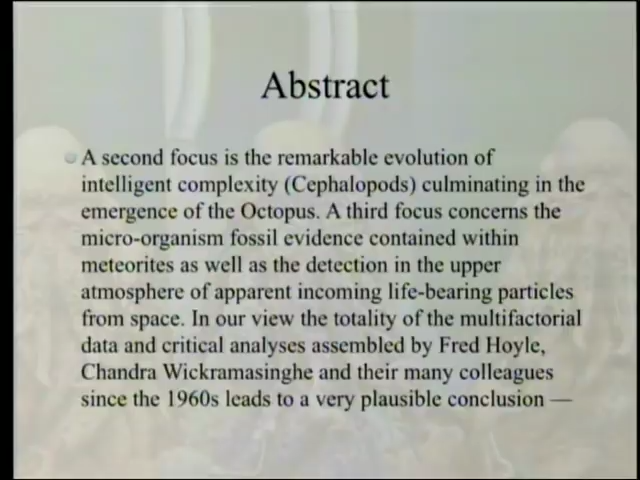 Abstract
A second focus is the remarkable evolution of
intelligent complexity (Cephalopods) culminating in the
emergence of the Octopus. A third focus concerns the
micro-organism fossil evidence contained within
meteorites as well as the detection in the upper
atmosphere of apparent incoming life-bearing particles
from space. In our view the totality of the multifactorial
data and critical analyses assembled by Fred Hoyle,
Chandra Wickramasinghe and their many colleagues
since the 1960s leads to a very plausible conclusion —